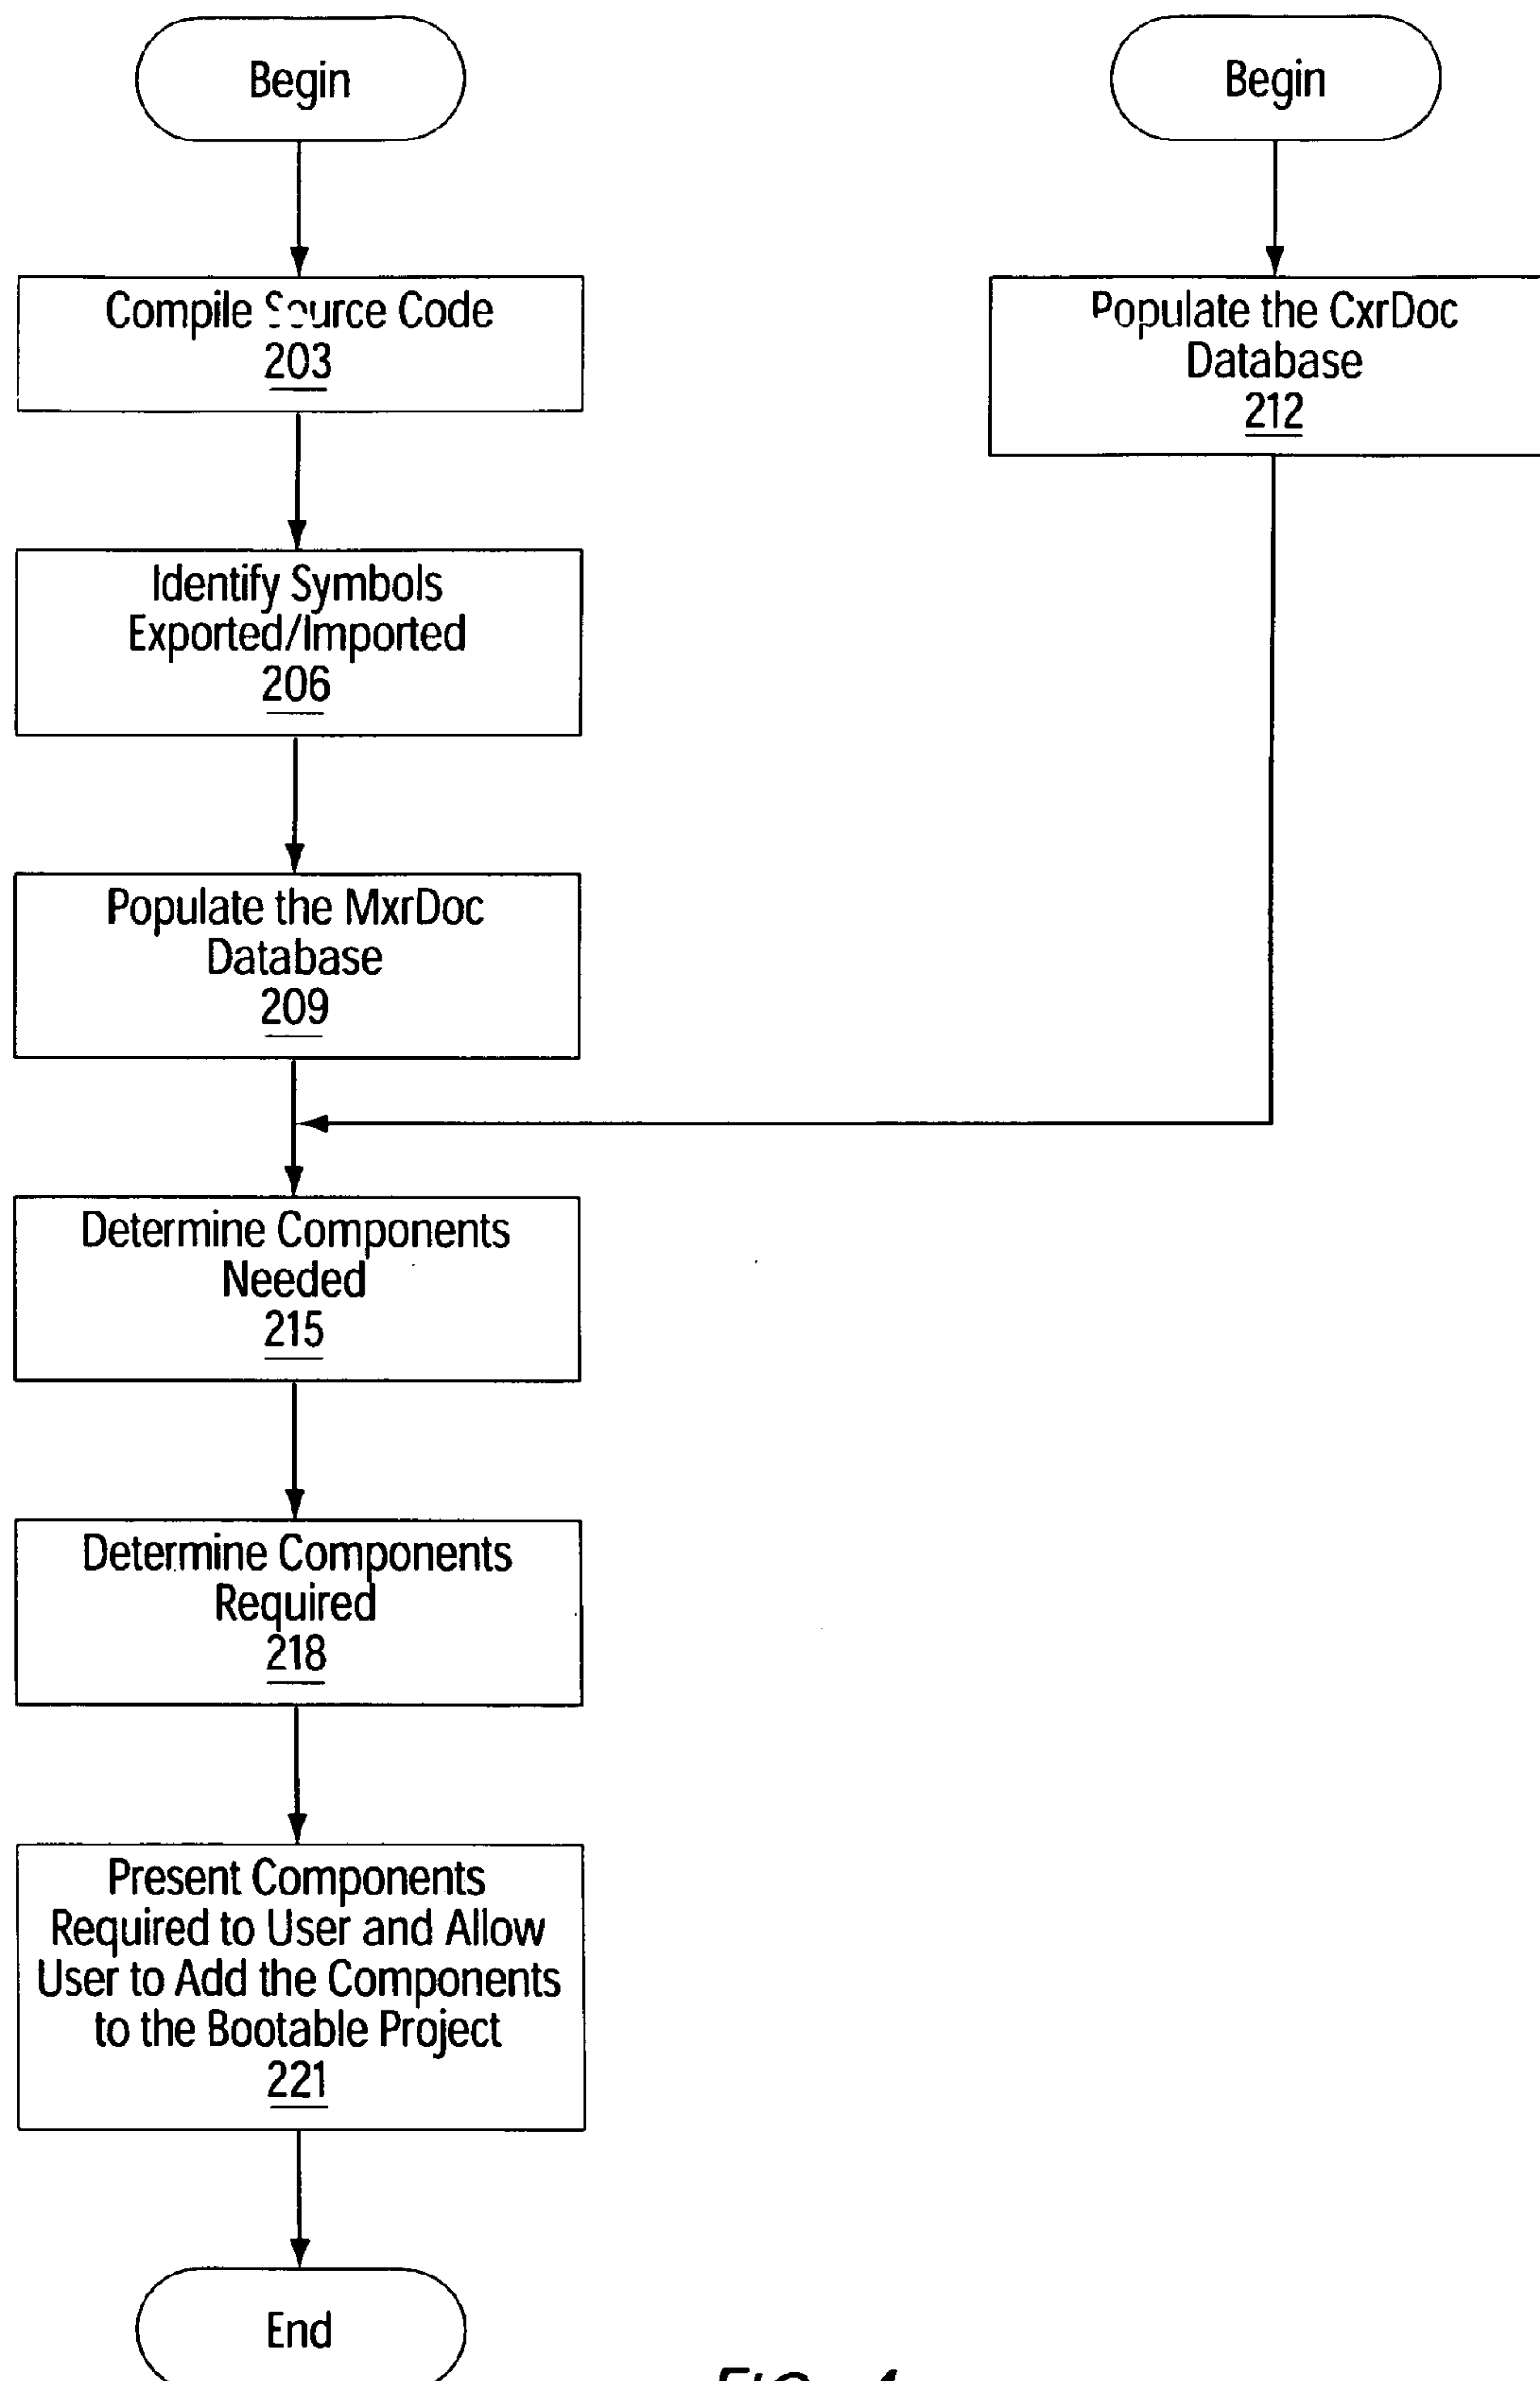 Begin
Compile Source Code
203
Identify Symbols
Exported/Imported
206
Populate the MxrDoc
Database
209
Begin
Populate the CxrDoc
Database
212
Determine Components
Needed
215
Determine Components
Required
218
Present Components
Required to User and Allow
User to Add the Components
to the Bootable Project
221
End